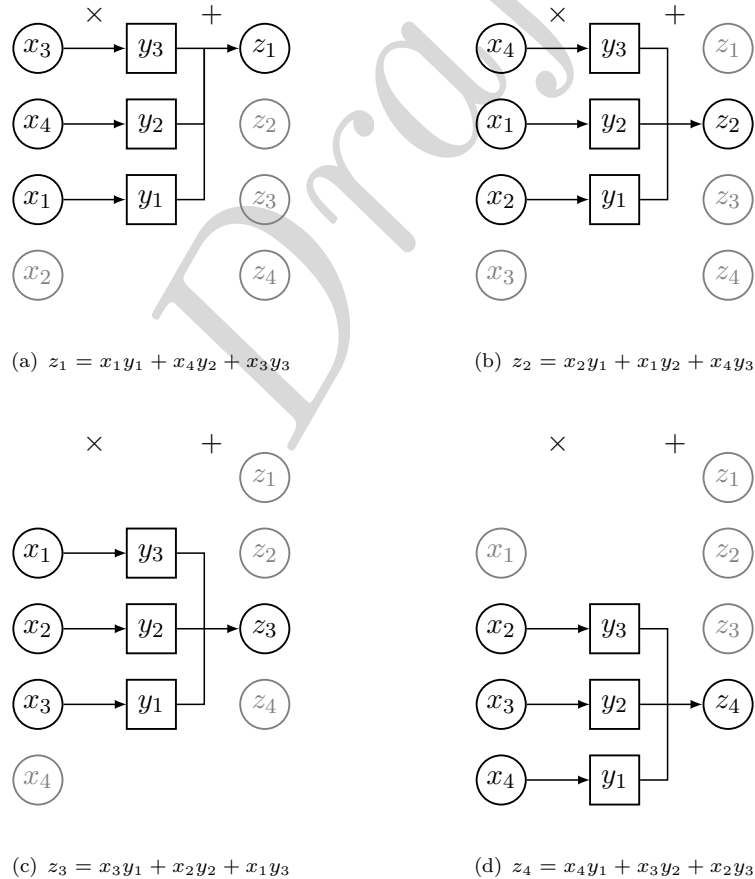 × +
x₃ y₃ z₁
x₄ y₂ z₂
x₁ y₁ z₃
x₂ z₄
(a) z₁ = x₁y₁ + x₄y₂ + x₃y₃
× +
x₄ y₃ z₁
x₁ y₂ z₂
x₂ y₁ z₃
x₃ z₄
(b) z₂ = x₂y₁ + x₁y₂ + x₄y₃
× +
z₁
x₁ y₃ z₂
x₂ y₂ z₃
x₃ y₁ z₄
x₄
(c) z₃ = x₃y₁ + x₂y₂ + x₁y₃
× +
z₁
x₁ z₂
x₂ y₃ z₃
x₃ y₂ z₄
x₄ y₁
(d) z₄ = x₄y₁ + x₃y₂ + x₂y₃